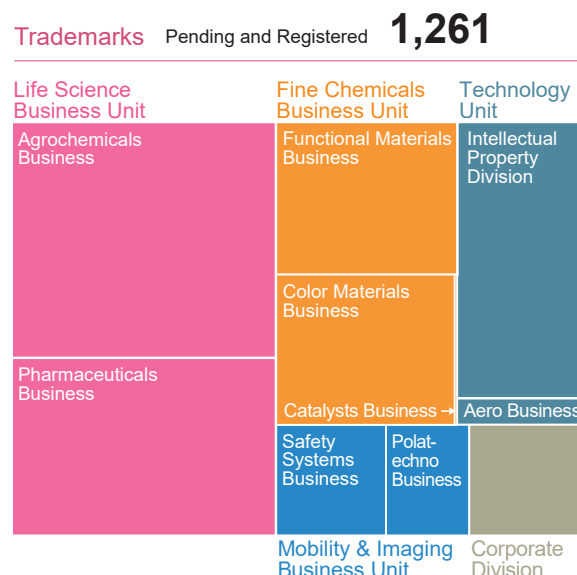 Trademarks Pending and Registered 1,261
Life Science
Business Unit
Fine Chemicals
Business Unit
Technology
Unit
Agrochemicals
Business
Functional Materials
Business
Intellectual
Property
Division
Color Materials
Business
Pharmaceuticals
Business
Catalysts Business →
Aero Business
Safety
Systems
Business
Polat-
echno
Business
Mobility & Imaging
Business Unit
Corporate
Division